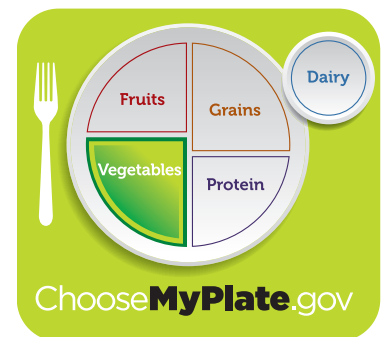 Fruits
Grains
Dairy
Vegetables
Protein
ChooseMyPlate.gov